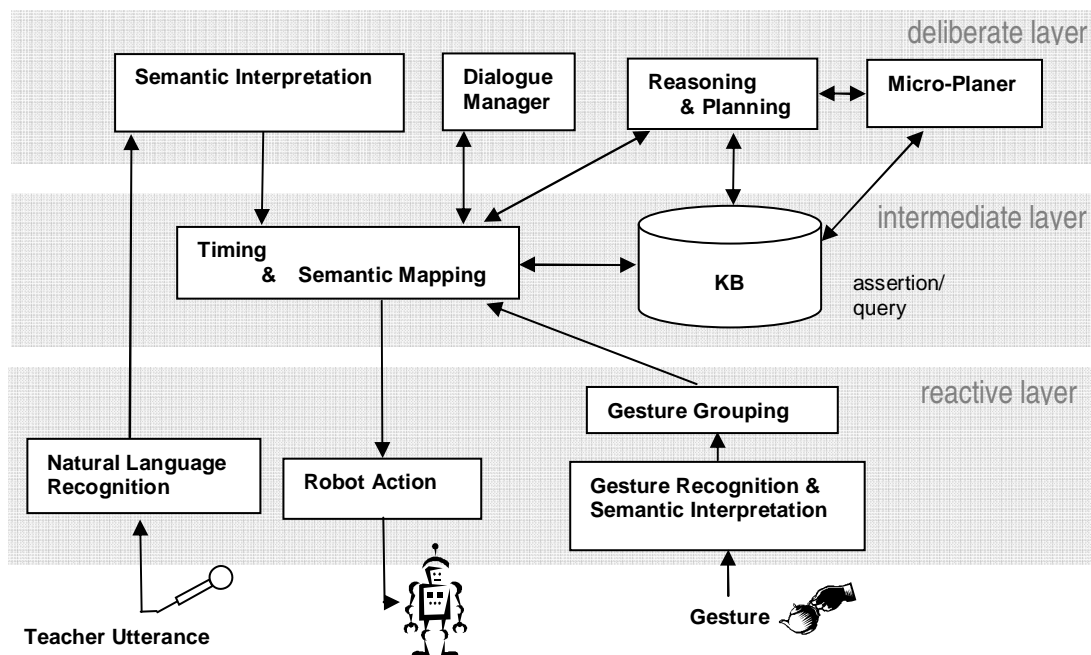 deliberate layer
Semantic Interpretation
Dialogue
Manager
Reasoning
& Planning
Micro-Planer
intermediate layer
Timing
& Semantic Mapping
KB
assertion/
query
reactive layer
Gesture Grouping
Natural Language
Recognition
Robot Action
Gesture Recognition &
Semantic Interpretation
Gesture
Teacher Utterance